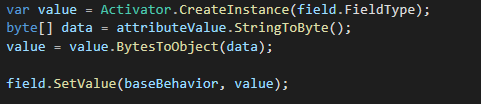 var value = Activator.CreateInstance(field.FieldType);
byte[] data = attributeValue.StringToByte();
value = value.BytesToObject(data);
field.SetValue(baseBehavior, value);